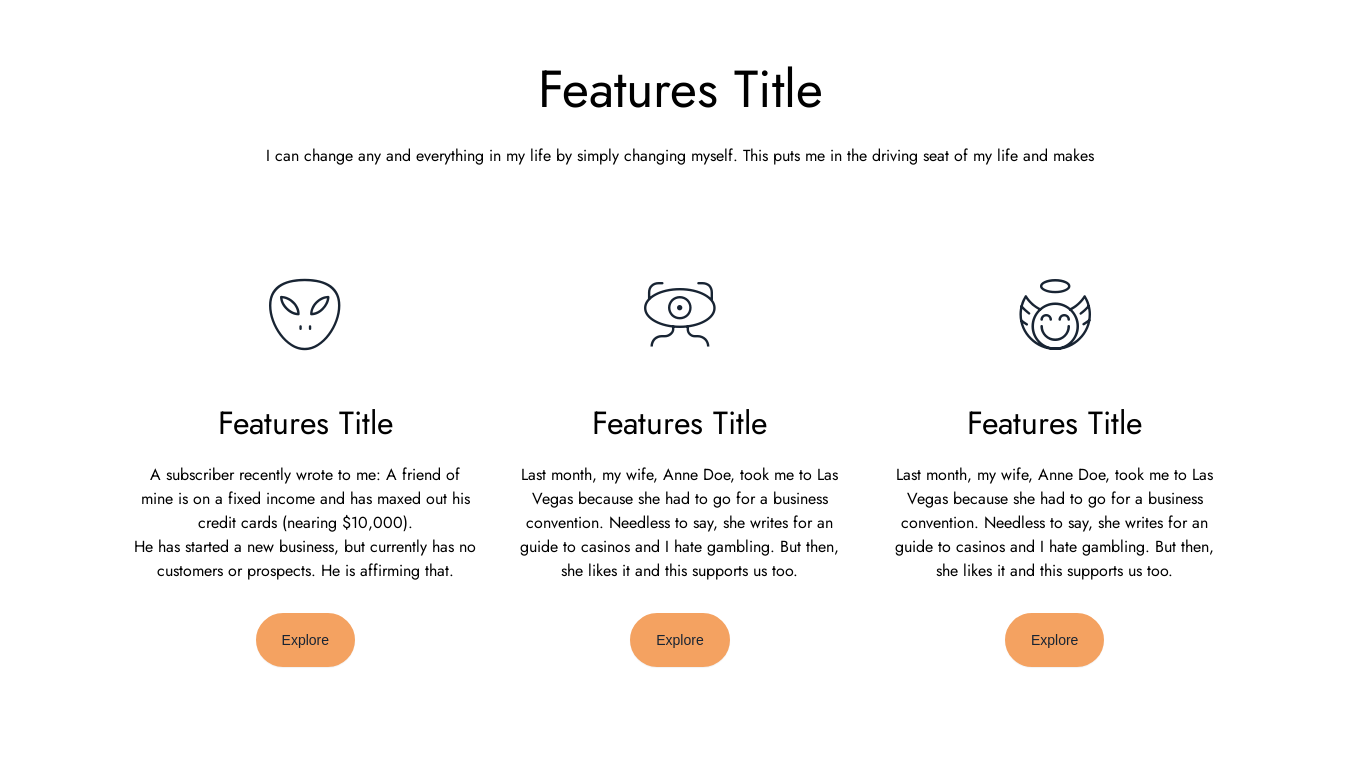 Features Title
I can change any and everything in my life by simply changing myself. This puts me in the driving seat of my life and makes
Features Title
A subscriber recently wrote to me: A friend of
mine is on a fixed income and has maxed out his
credit cards (nearing $10,000).
He has started a new business, but currently has no
customers or prospects. He is affirming that.
Explore
Features Title
Last month, my wife, Anne Doe, took me to Las
Vegas because she had to go for a business
convention. Needless to say, she writes for an
guide to casinos and I hate gambling. But then,
she likes it and this supports us too.
Explore
Features Title
Last month, my wife, Anne Doe, took me to Las
Vegas because she had to go for a business
convention. Needless to say, she writes for an
guide to casinos and I hate gambling. But then,
she likes it and this supports us too.
Explore